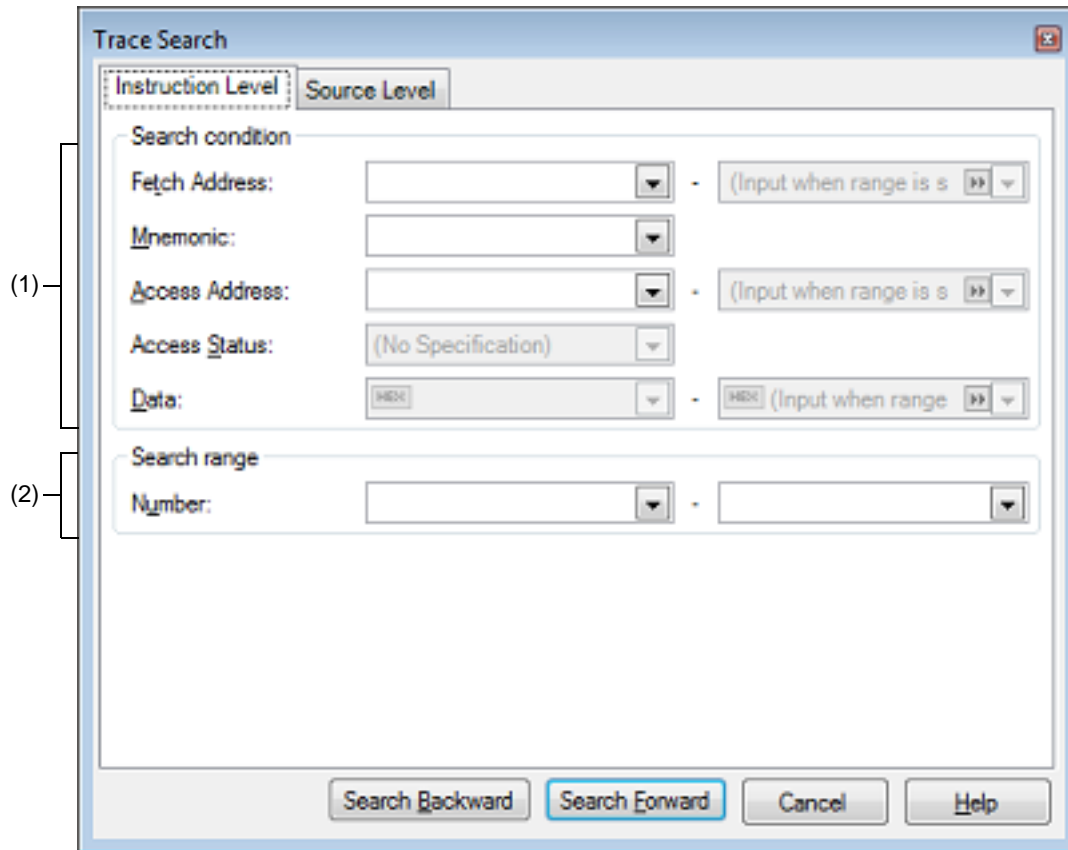 Trace Search
Instruction Level Source Level
Search condition
(1)
Fetch Address: - (Input when range is s
Mnemonic:
Access Address: - (Input when range is s
Access Status: (No Specification)
Data: HEX - HEX (Input when range
Search range
(2)
Number: -
Search Backward Search Forward Cancel Help